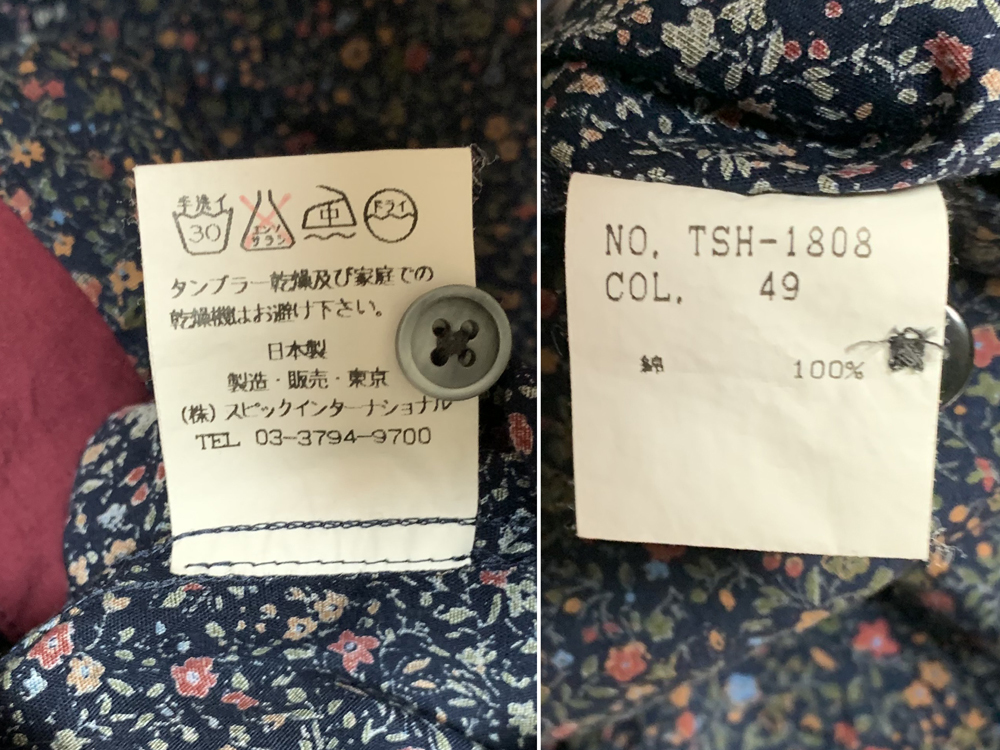 手洗イ
30
エンソ
サラシ
中
ドライ
タンブラー乾燥及び家庭での
乾燥機はお避け下さい。
日本製
製造・販売・東京
(株)スピックインターナショナル
TEL 03-3794-9700
NO. TSH-1808
COL. 49
綿 100%